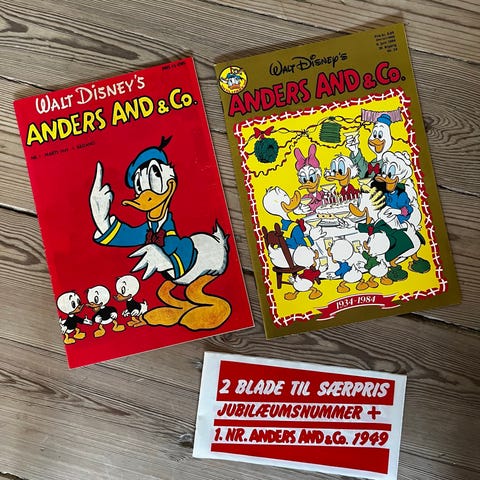 WALT DISNEY'S
ANDERS AND & Co.
WALT DISNEY'S
ANDERS AND & Co.
1934-1984
2 BLADE TIL SÆRPRIS
JUBILÆUMSNUMMER +
1. NR. ANDERS AND & Co. 1949